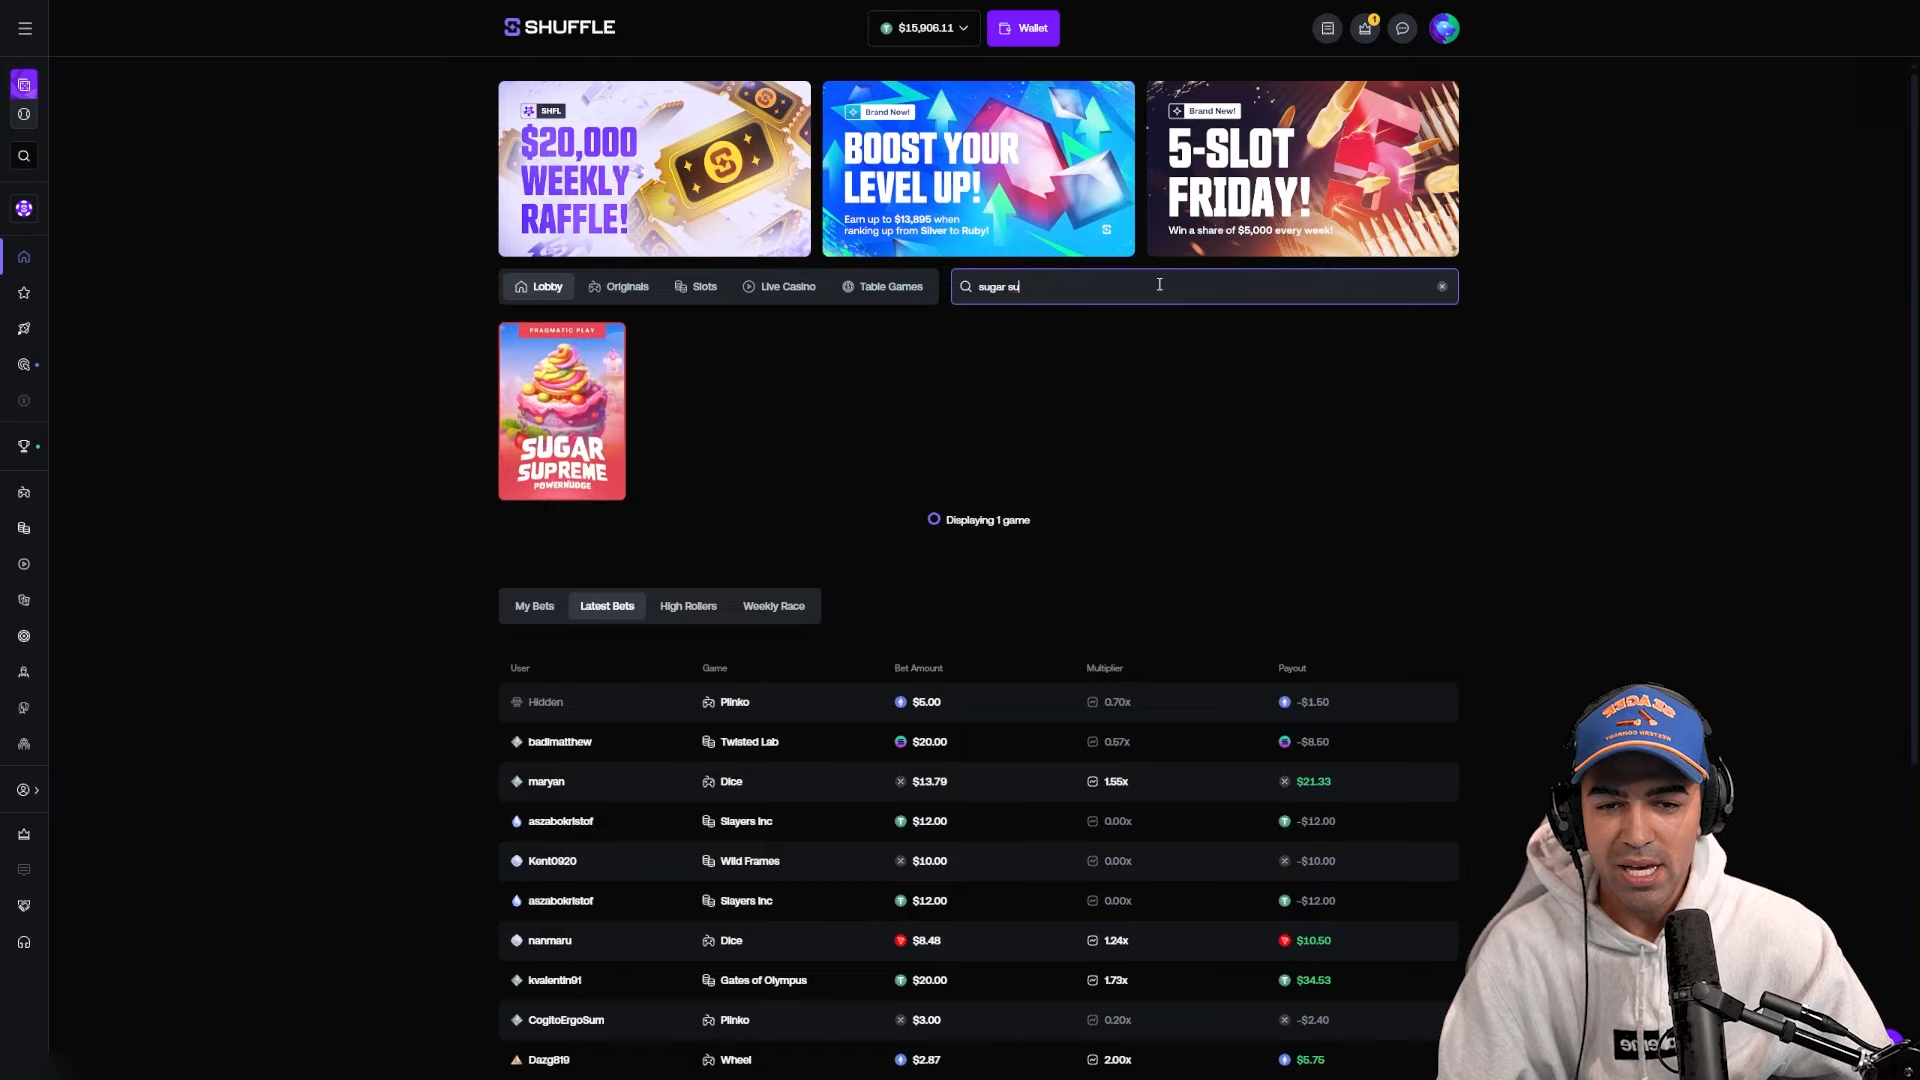 SHUFFLE
$15,906.11
Wallet
1
SHFL
$20,000
WEEKLY
RAFFLE!
Brand New!
BOOST YOUR
LEVEL UP!
Earn up to $13,895 when
ranking up from Silver to Ruby!
Brand New!
5-SLOT
FRIDAY!
Win a share of $5,000 every week!
Lobby
Originals
Slots
Live Casino
Table Games
sugar su
PRAGMATIC PLAY
SUGAR
SUPREME
POWERNUDGE
Displaying 1 game
My Bets
Latest Bets
High Rollers
Weekly Race
User Game Bet Amount Multiplier Payout
Hidden Plinko $5.00 0.70x -$1.50
badimatthew Twisted Lab $20.00 0.57x -$8.50
maryan Dice $13.79 1.55x $21.33
aszabokristof Slayers Inc $12.00 0.00x -$12.00
Kent0920 Wild Frames $10.00 0.00x -$10.00
aszabokristof Slayers Inc $12.00 0.00x -$12.00
nanmaru Dice $8.48 1.24x $10.50
kvalentin91 Gates of Olympus $20.00 1.73x $34.53
CogitoErgoSum Plinko $3.00 0.20x -$2.40
Dazg819 Wheel $2.87 2.00x $5.75
SEAGER
WESTERN COMPANY